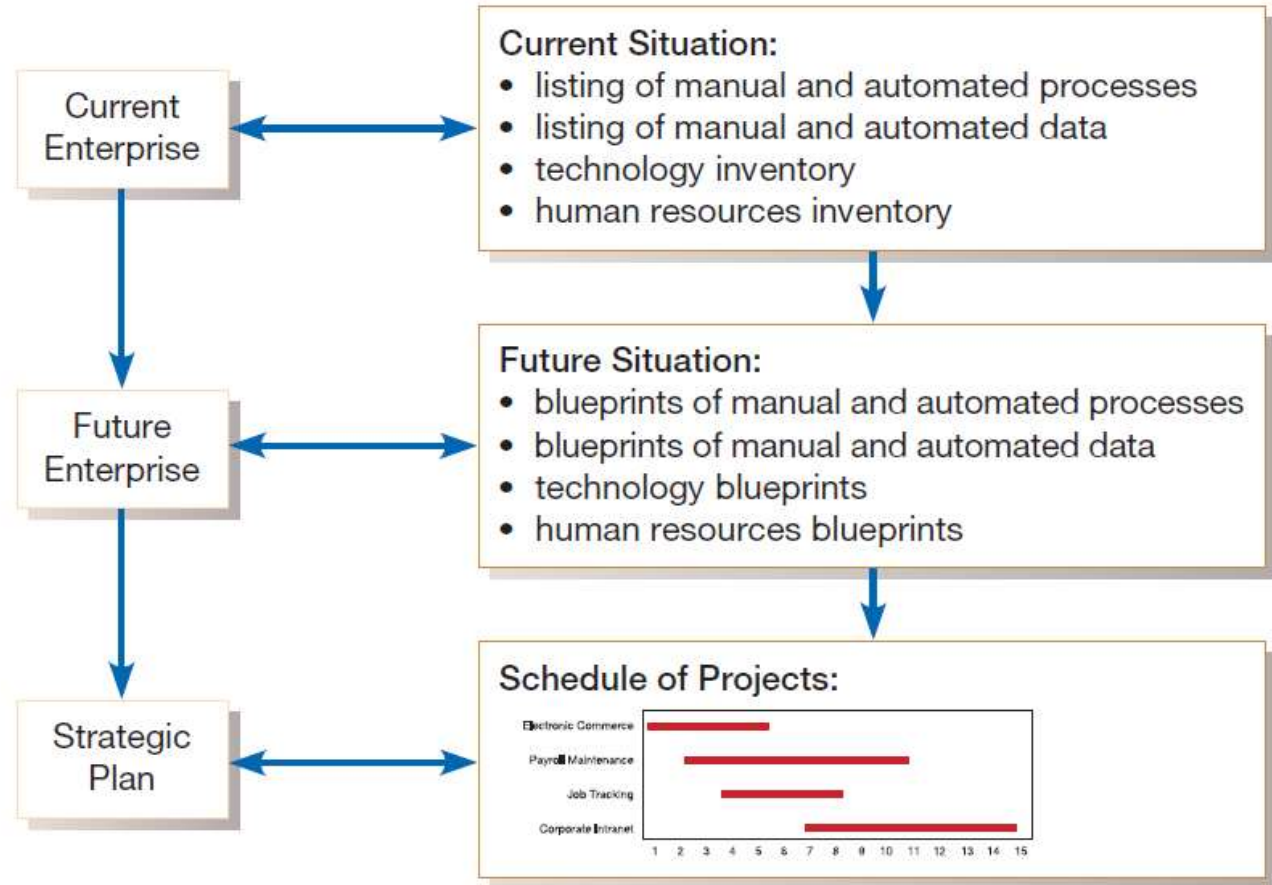 Current
Enterprise
Current Situation:
• listing of manual and automated processes
• listing of manual and automated data
• technology inventory
• human resources inventory
Future
Enterprise
Future Situation:
• blueprints of manual and automated processes
• blueprints of manual and automated data
• technology blueprints
• human resources blueprints
Strategic
Plan
Schedule of Projects:
Electronic Commerce
Payroll Maintenance
Job Tracking
Corporate Intranet
1 2 3 4 5 6 7 8 9 10 11 12 13 14 15